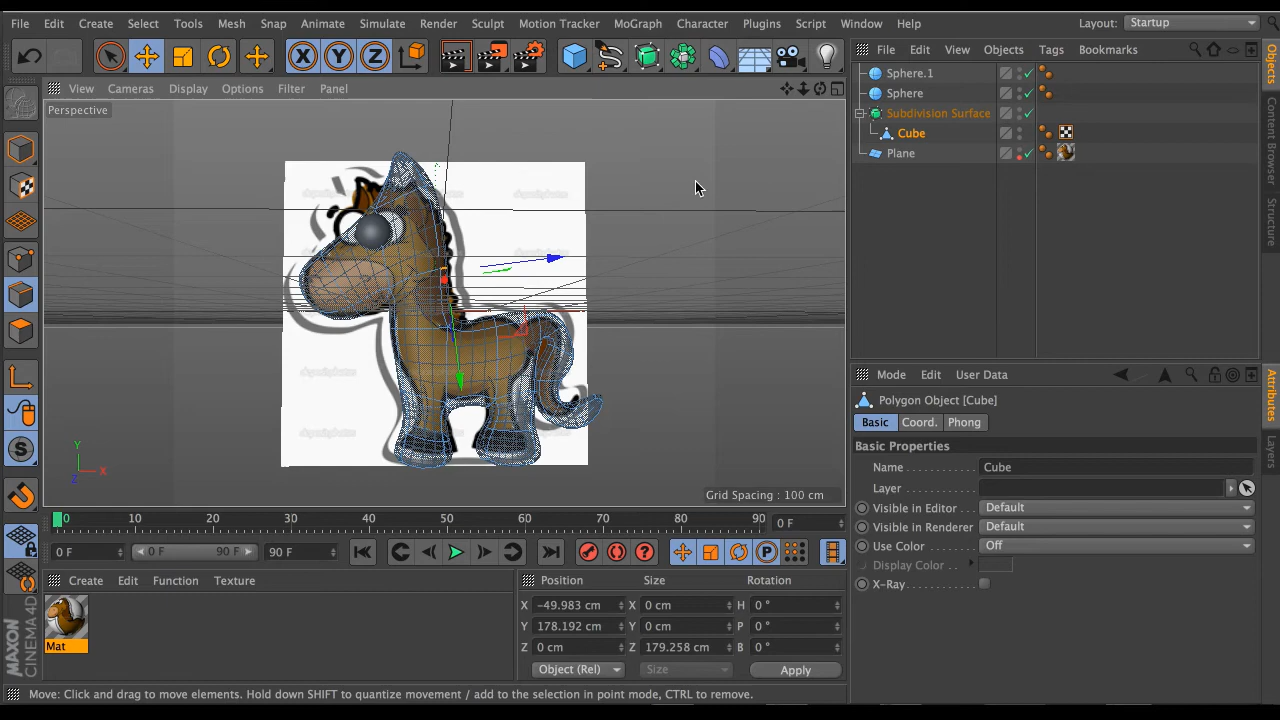 File Edit Create Select Tools Mesh Snap Animate Simulate Render Sculpt Motion Tracker MoGraph Character Plugins Script Window Help Layout: Startup
File Edit View Objects Tags Bookmarks
View Cameras Display Options Filter Panel
Perspective
Sphere.1
Sphere
Subdivision Surface
Cube
Plane
Objects
Content Browser
Structure
depositphotos
Y
X
Z
Grid Spacing : 100 cm
0 10 20 30 40 50 60 70 80 90 0 F
0 F 0 F 90 F 90 F
Create Edit Function Texture
Mat
MAXON CINEMA 4D
Position Size Rotation
X -49.983 cm X 0 cm H 0 °
Y 178.192 cm Y 0 cm P 0 °
Z 0 cm Z 179.258 cm B 0 °
Object (Rel) Size Apply
Mode Edit User Data
Polygon Object [Cube]
Basic Coord. Phong
Basic Properties
Name Cube
Layer
Visible in Editor Default
Visible in Renderer Default
Use Color Off
Display Color
X-Ray
Attributes
Layers
Move: Click and drag to move elements. Hold down SHIFT to quantize movement / add to the selection in point mode, CTRL to remove.